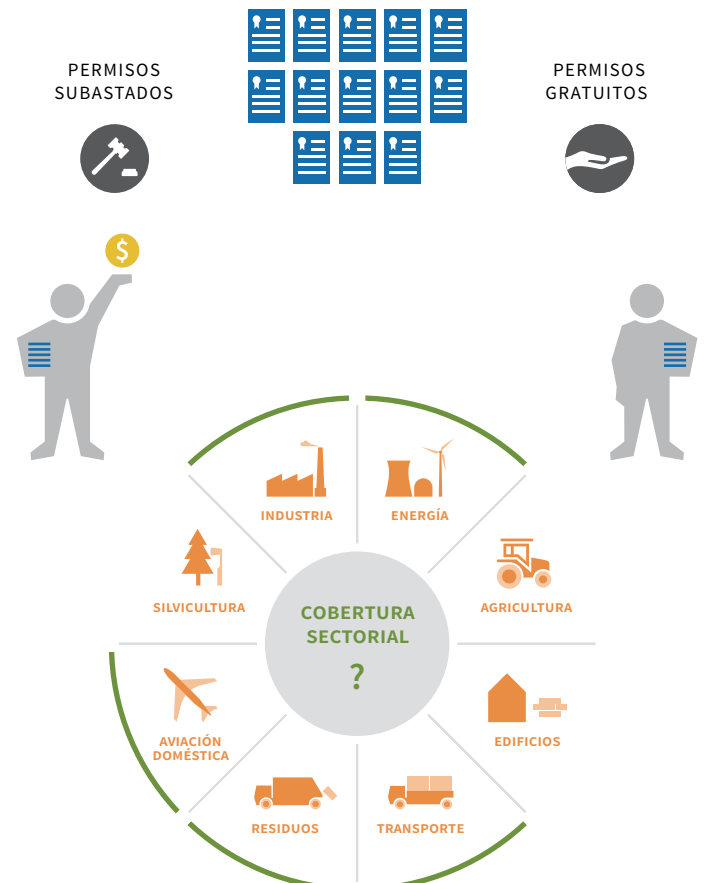 PERMISOS
SUBASTADOS
PERMISOS
GRATUITOS
$
INDUSTRIA
ENERGÍA
SILVICULTURA
AGRICULTURA
COBERTURA
SECTORIAL
?
AVIACIÓN
DOMÉSTICA
EDIFICIOS
RESIDUOS
TRANSPORTE